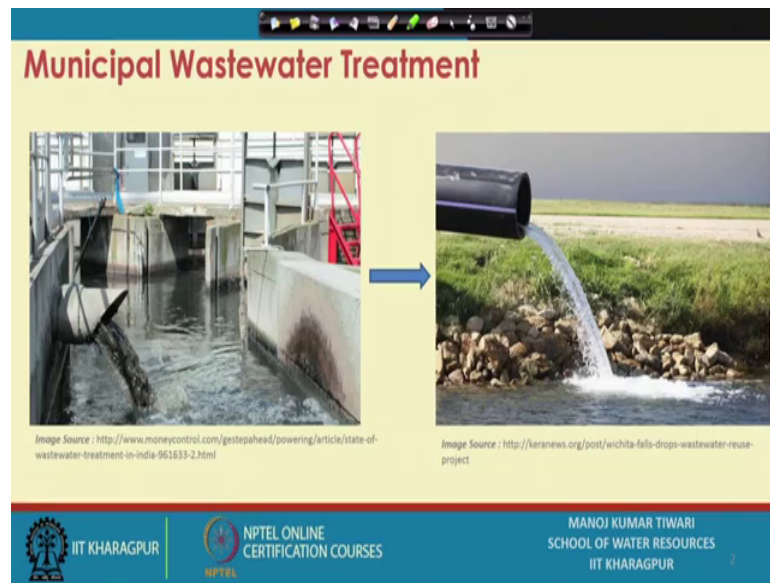 Municipal Wastewater Treatment
Image Source : http://www.moneycontrol.com/gestepahead/powering/article/state-of-
wastewater-treatment-in-india-961633-2.html
Image Source : http://keranews.org/post/wichita-falls-drops-wastewater-reuse-
project
IIT KHARAGPUR
NPTEL
NPTEL ONLINE
CERTIFICATION COURSES
MANOJ KUMAR TIWARI
SCHOOL OF WATER RESOURCES
IIT KHARAGPUR
2